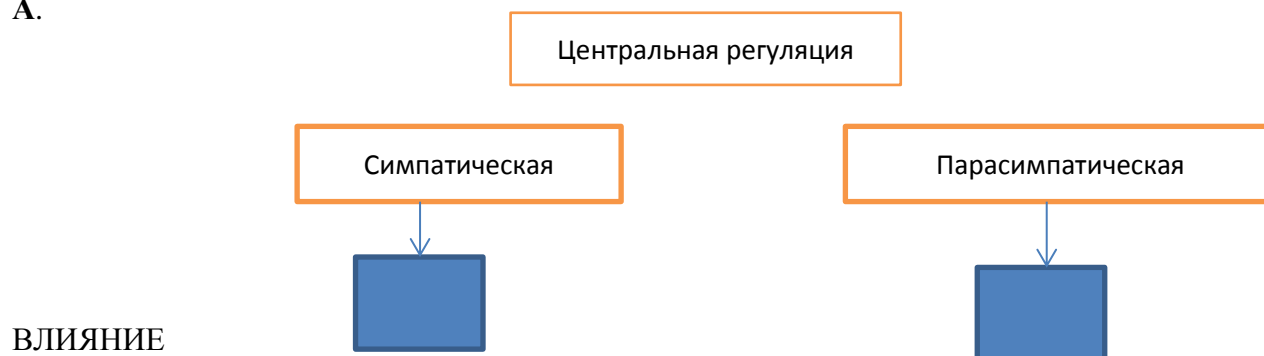 А.
Центральная регуляция
Симпатическая
Парасимпатическая
ВЛИЯНИЕ